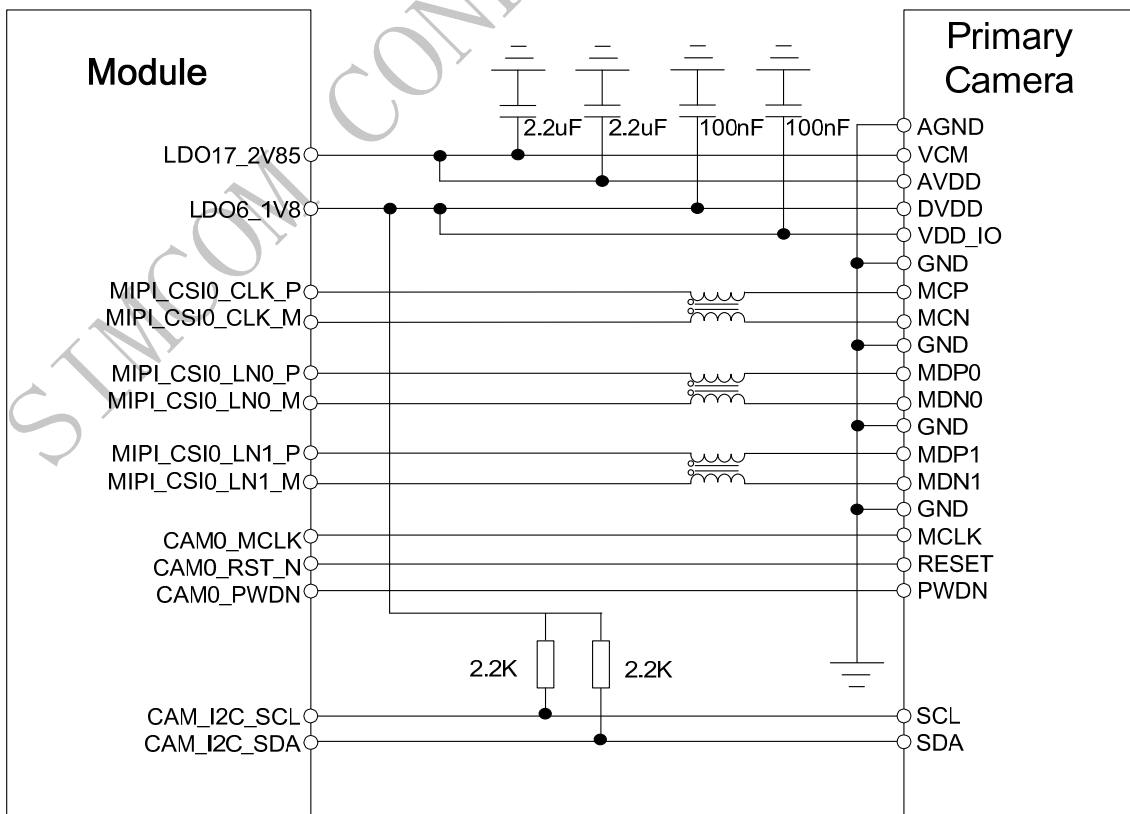 Module
Primary
Camera
SIMCOM CON
2.2uF
2.2uF
100nF
100nF
LDO17_2V85
LDO6_1V8
MIPI_CSI0_CLK_P
MIPI_CSI0_CLK_M
MIPI_CSI0_LN0_P
MIPI_CSI0_LN0_M
MIPI_CSI0_LN1_P
MIPI_CSI0_LN1_M
CAM0_MCLK
CAM0_RST_N
CAM0_PWDN
2.2K
2.2K
CAM_I2C_SCL
CAM_I2C_SDA
AGND
VCM
AVDD
DVDD
VDD_IO
GND
MCP
MCN
GND
MDP0
MDN0
GND
MDP1
MDN1
GND
MCLK
RESET
PWDN
SCL
SDA